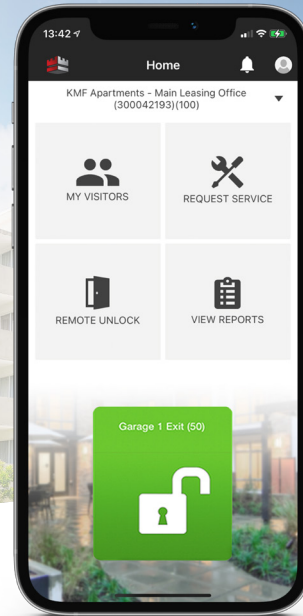 13:42
Home
KMF Apartments - Main Leasing Office
(300042193)(100)
MY VISITORS
REQUEST SERVICE
REMOTE UNLOCK
VIEW REPORTS
Garage 1 Exit (50)